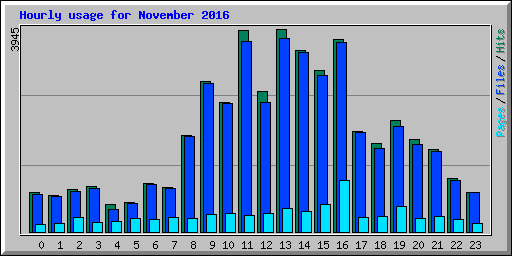 Hourly usage for November 2016
3945
Pages/Files/Hits
0 1 2 3 4 5 6 7 8 9 10 11 12 13 14 15 16 17 18 19 20 21 22 23